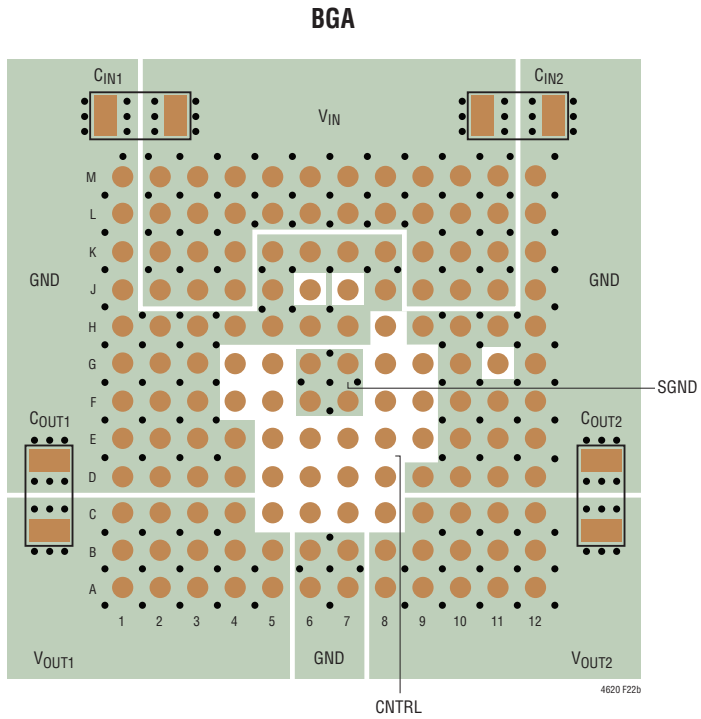 BGA
CIN1
CIN2
VIN
M
L
K
GND
J
GND
H
G
SGND
F
COUT1
COUT2
E
D
C
B
A
1 2 3 4 5 6 7 8 9 10 11 12
VOUT1
GND
VOUT2
4620 F22b
CNTRL